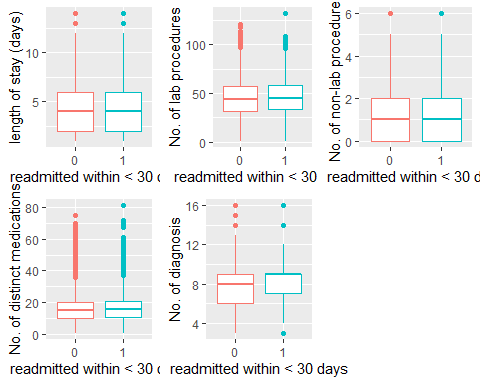 length of stay (days)
10
5
0
1
readmitted within < 30 d
No. of lab procedures
100
50
0
0
1
readmitted within < 30
No. of non-lab procedure
6
4
2
0
0
1
readmitted within < 30 d
No. of distinct medications
80
60
40
20
0
0
1
readmitted within < 30 d
No. of diagnosis
16
12
8
4
0
1
readmitted within < 30 days